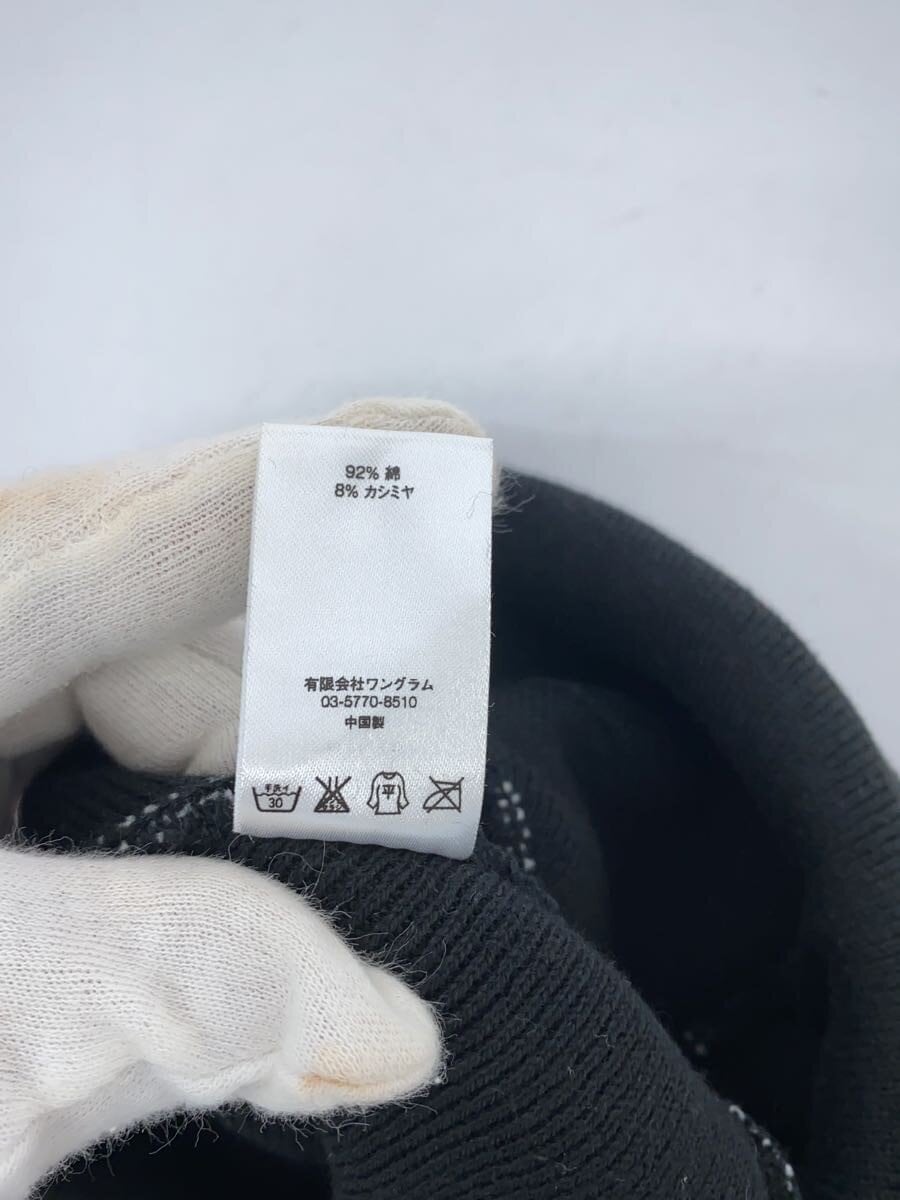 92% 綿
8% カシミヤ
有限会社ワングラム
03-5770-8510
中国製
手洗イ
30
平